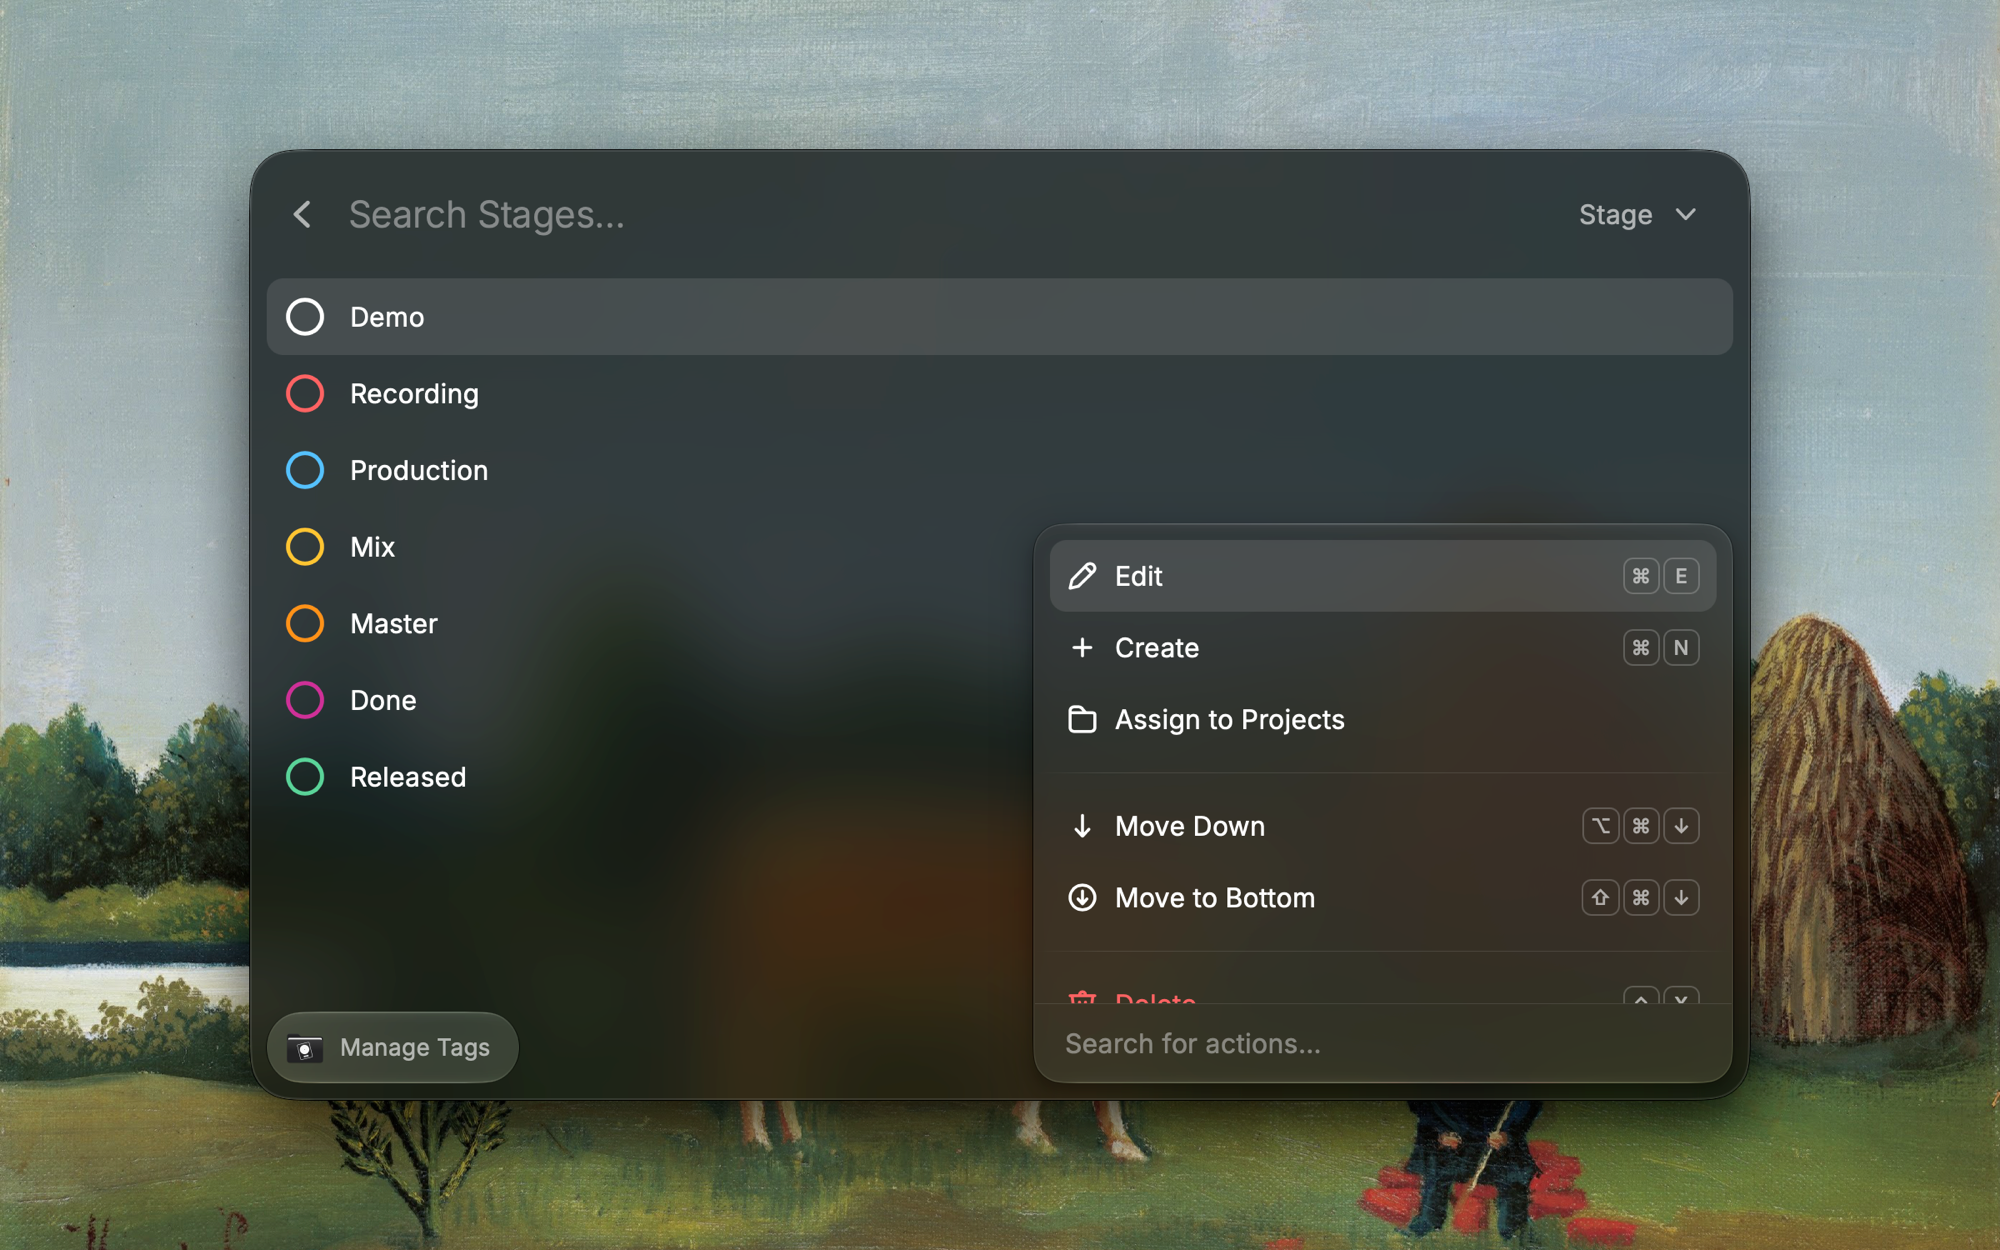 Search Stages...
Stage
Demo
Recording
Production
Mix
Master
Done
Released
Edit ⌘ E
Create ⌘ N
Assign to Projects
Move Down ⌥ ⌘ ↓
Move to Bottom ⇧ ⌘ ↓
Delete ^ X
Search for actions...
Manage Tags